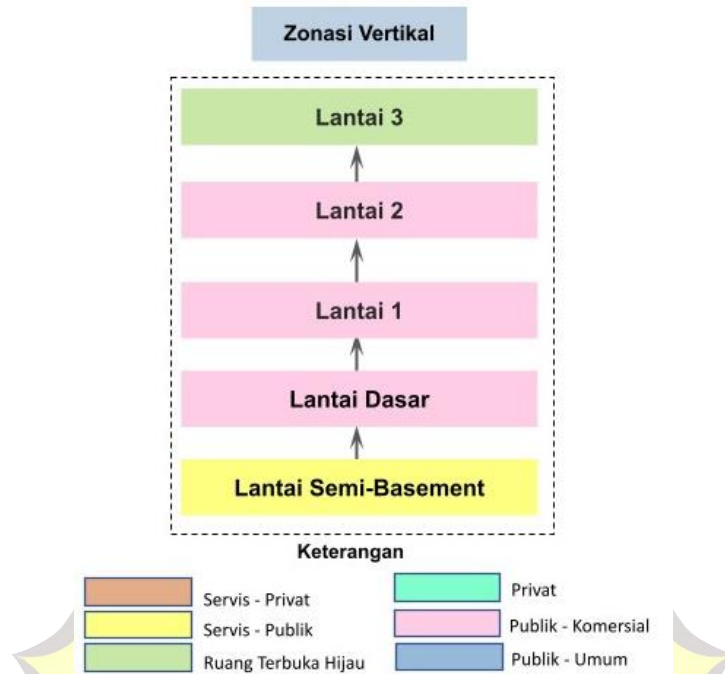 Zonasi Vertikal
Lantai 3
Lantai 2
Lantai 1
Lantai Dasar
Lantai Semi-Basement
Keterangan
Servis - Privat
Privat
Servis - Publik
Publik - Komersial
Ruang Terbuka Hijau
Publik - Umum